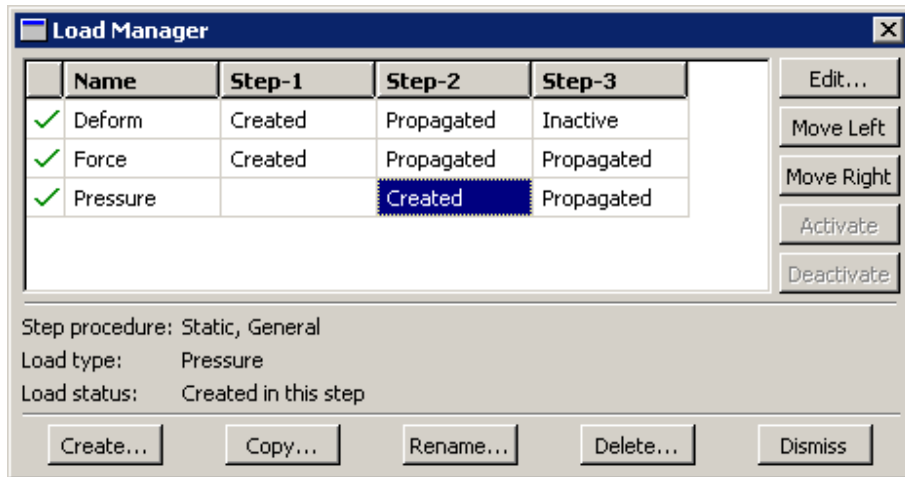 Load Manager
Name Step-1 Step-2 Step-3
Deform Created Propagated Inactive
Force Created Propagated Propagated
Pressure Created Propagated
Edit...
Move Left
Move Right
Activate
Deactivate
Step procedure: Static, General
Load type: Pressure
Load status: Created in this step
Create... Copy... Rename... Delete... Dismiss